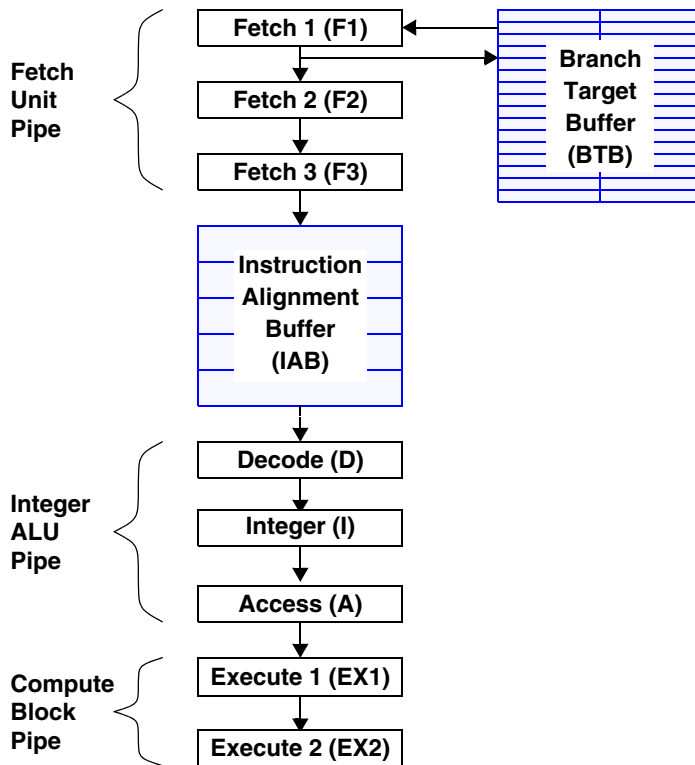 Fetch 1 (F1)
Fetch
Unit
Pipe
Fetch 2 (F2)
Fetch 3 (F3)
Branch
Target
Buffer
(BTB)
Instruction
Alignment
Buffer
(IAB)
Integer
ALU
Pipe
Decode (D)
Integer (I)
Access (A)
Compute
Block
Pipe
Execute 1 (EX1)
Execute 2 (EX2)